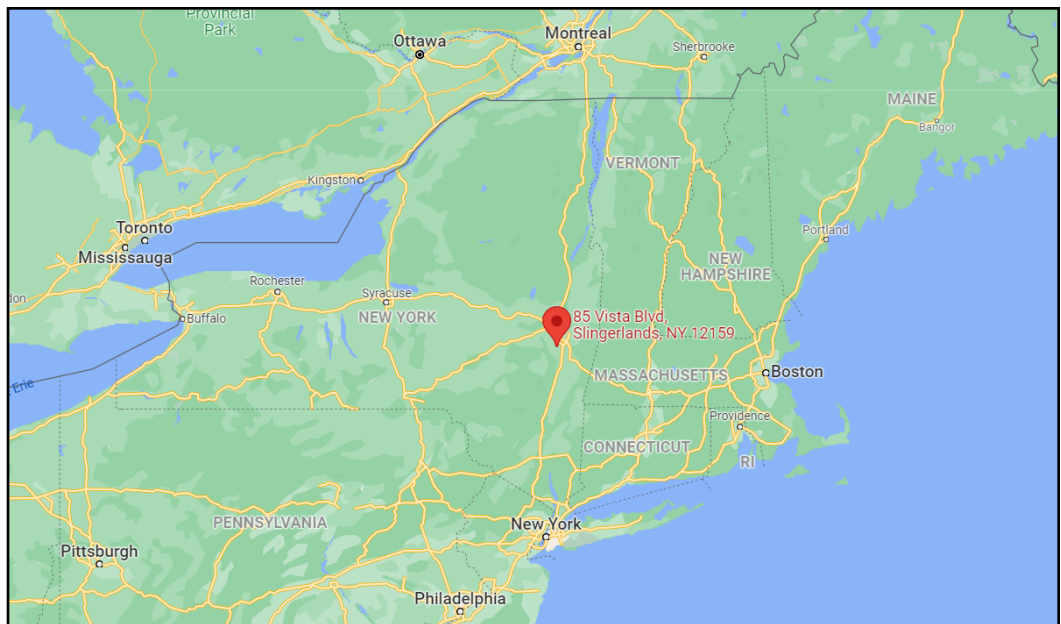 Provincial
Park
Ottawa
Montreal
Sherbrooke
MAINE
Bangor
VERMONT
Kingston
Toronto
Mississauga
Portland
NEW
HAMPSHIRE
Rochester
Syracuse
NEW YORK
Buffalo
don
85 Vista Blvd,
Slingerlands, NY 12159
Erie
MASSACHUSETTS
Boston
Providence
CONNECTICUT
RI
PENNSYLVANIA
New York
Pittsburgh
Philadelphia